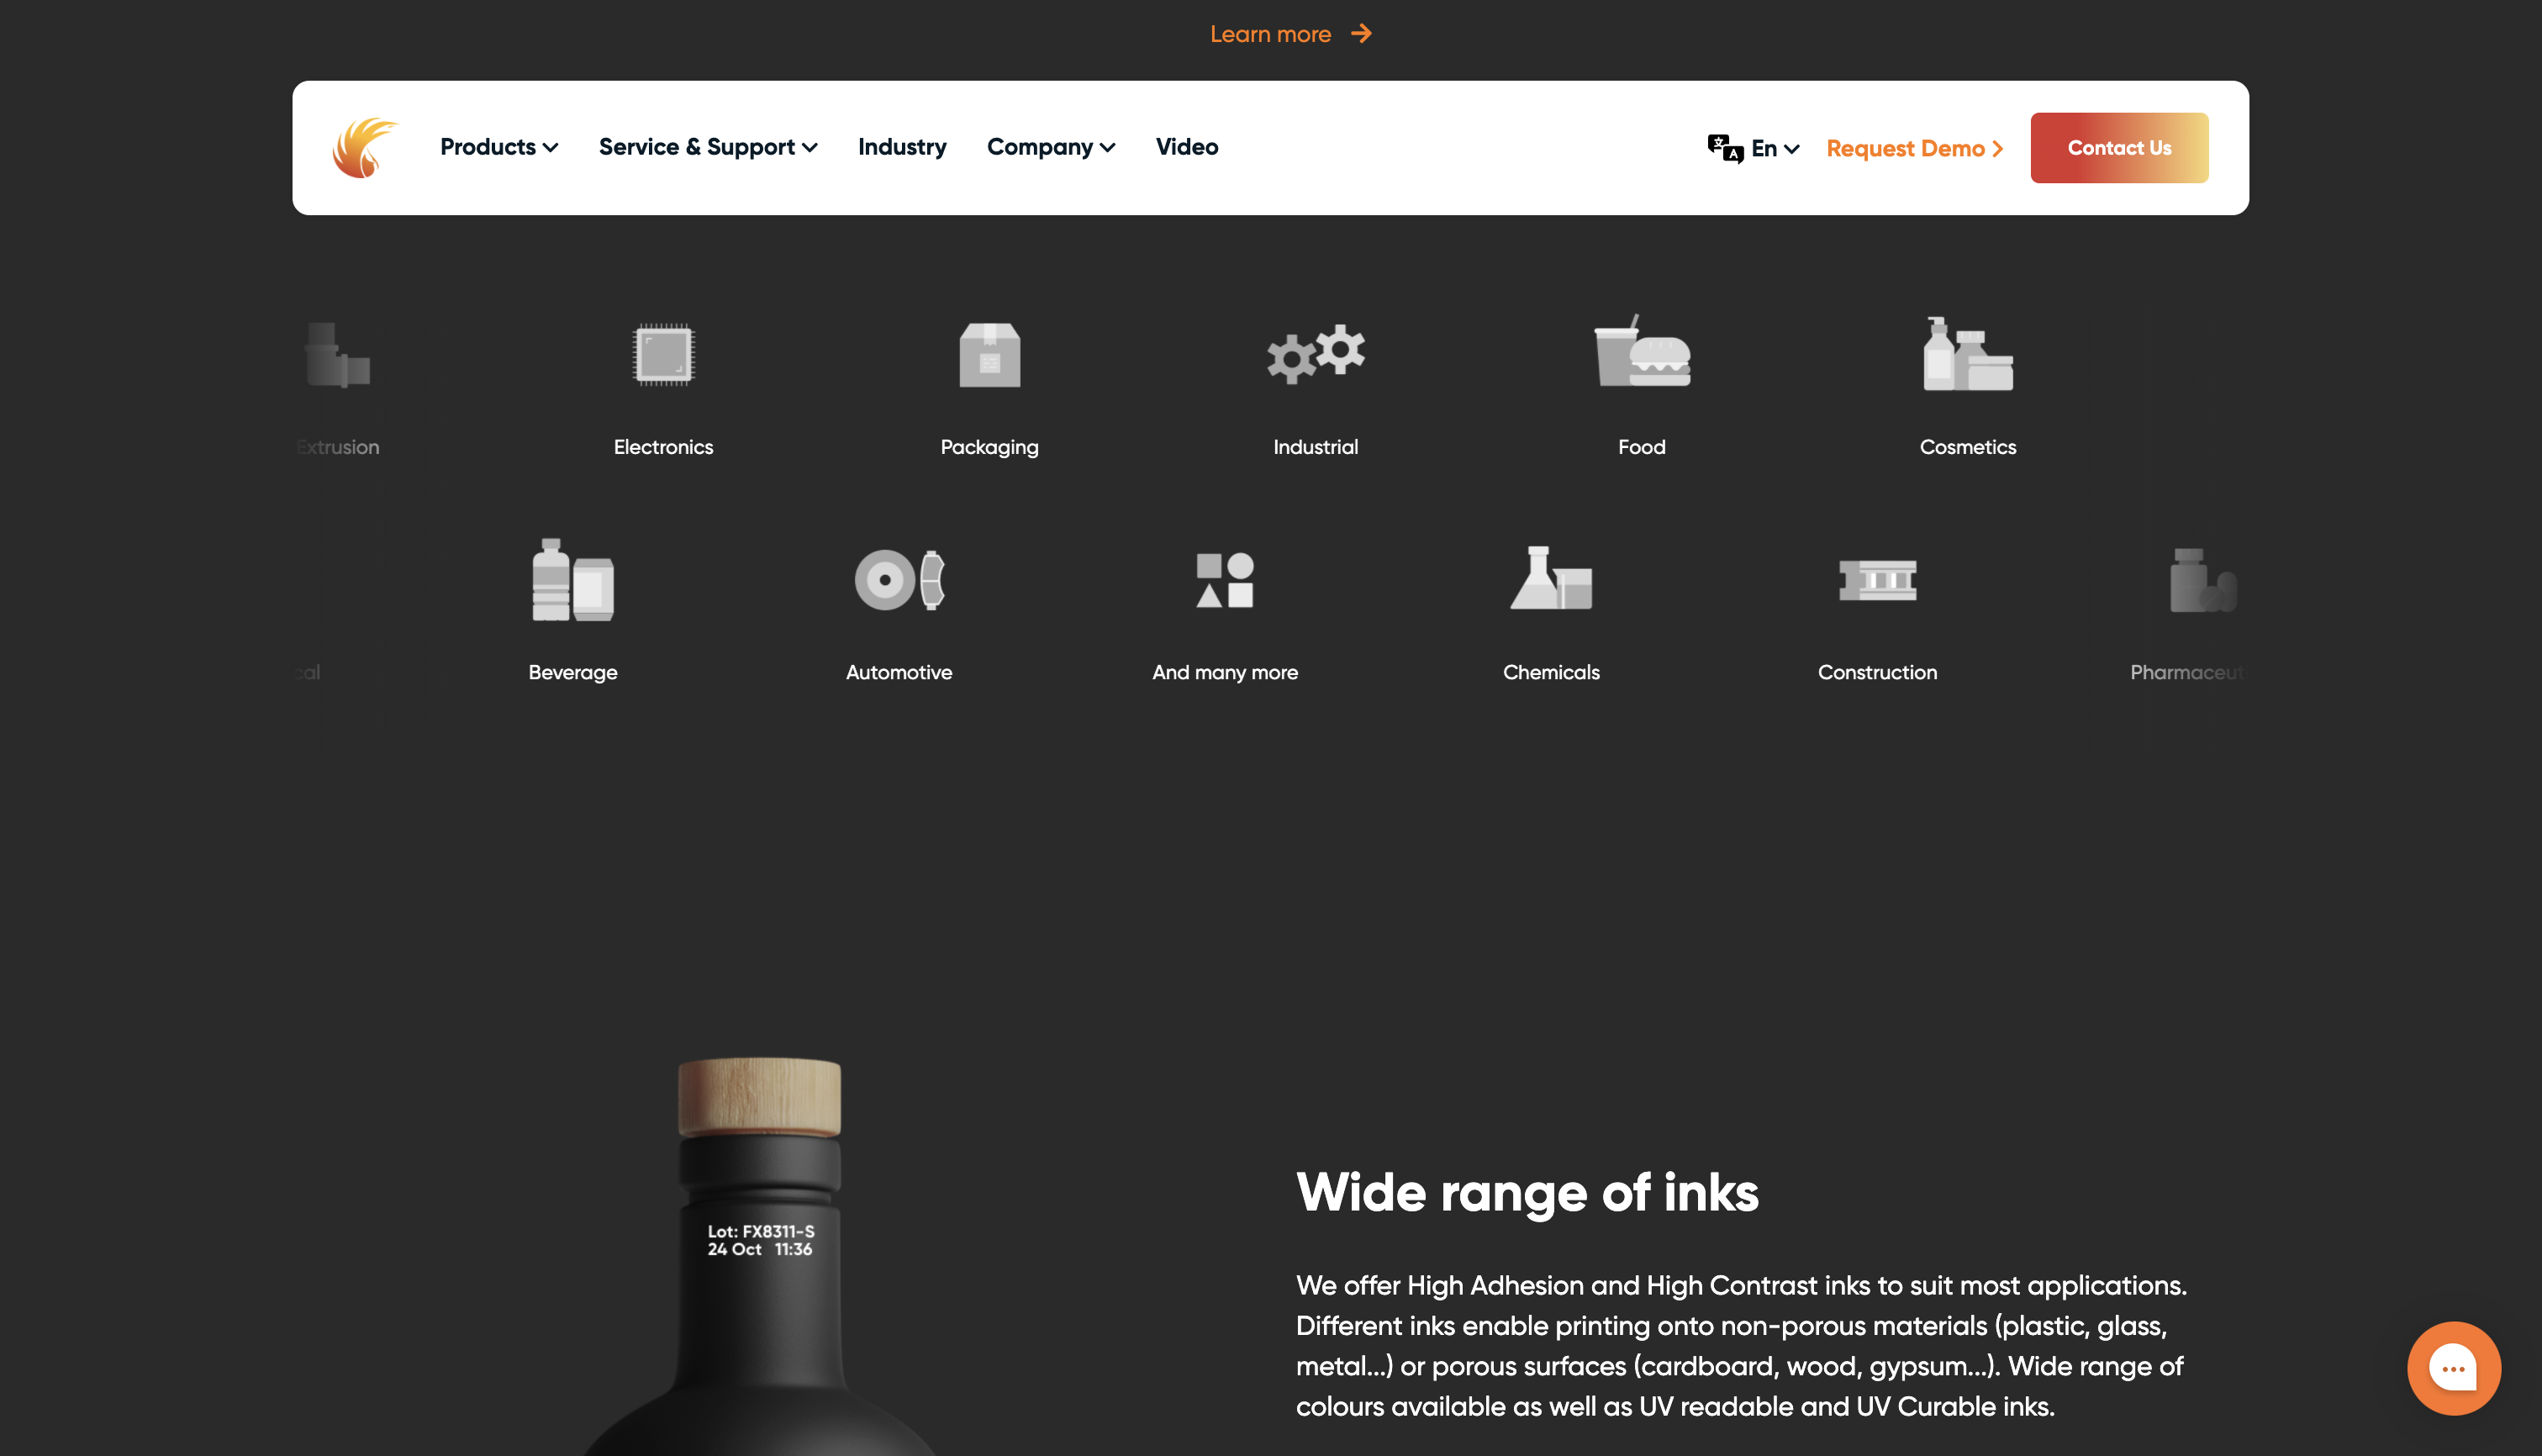 Learn more
Products
Service & Support
Industry
Company
Video
En
Request Demo
Contact Us
Extrusion
Electronics
Packaging
Industrial
Food
Cosmetics
Beverage
Automotive
And many more
Chemicals
Construction
Lot: FX8311-S
24 Oct 11:36
Wide range of inks
We offer High Adhesion and High Contrast inks to suit most applications.
Different inks enable printing onto non-porous materials (plastic, glass,
metal...) or porous surfaces (cardboard, wood, gypsum...). Wide range of
colours available as well as UV readable and UV Curable inks.